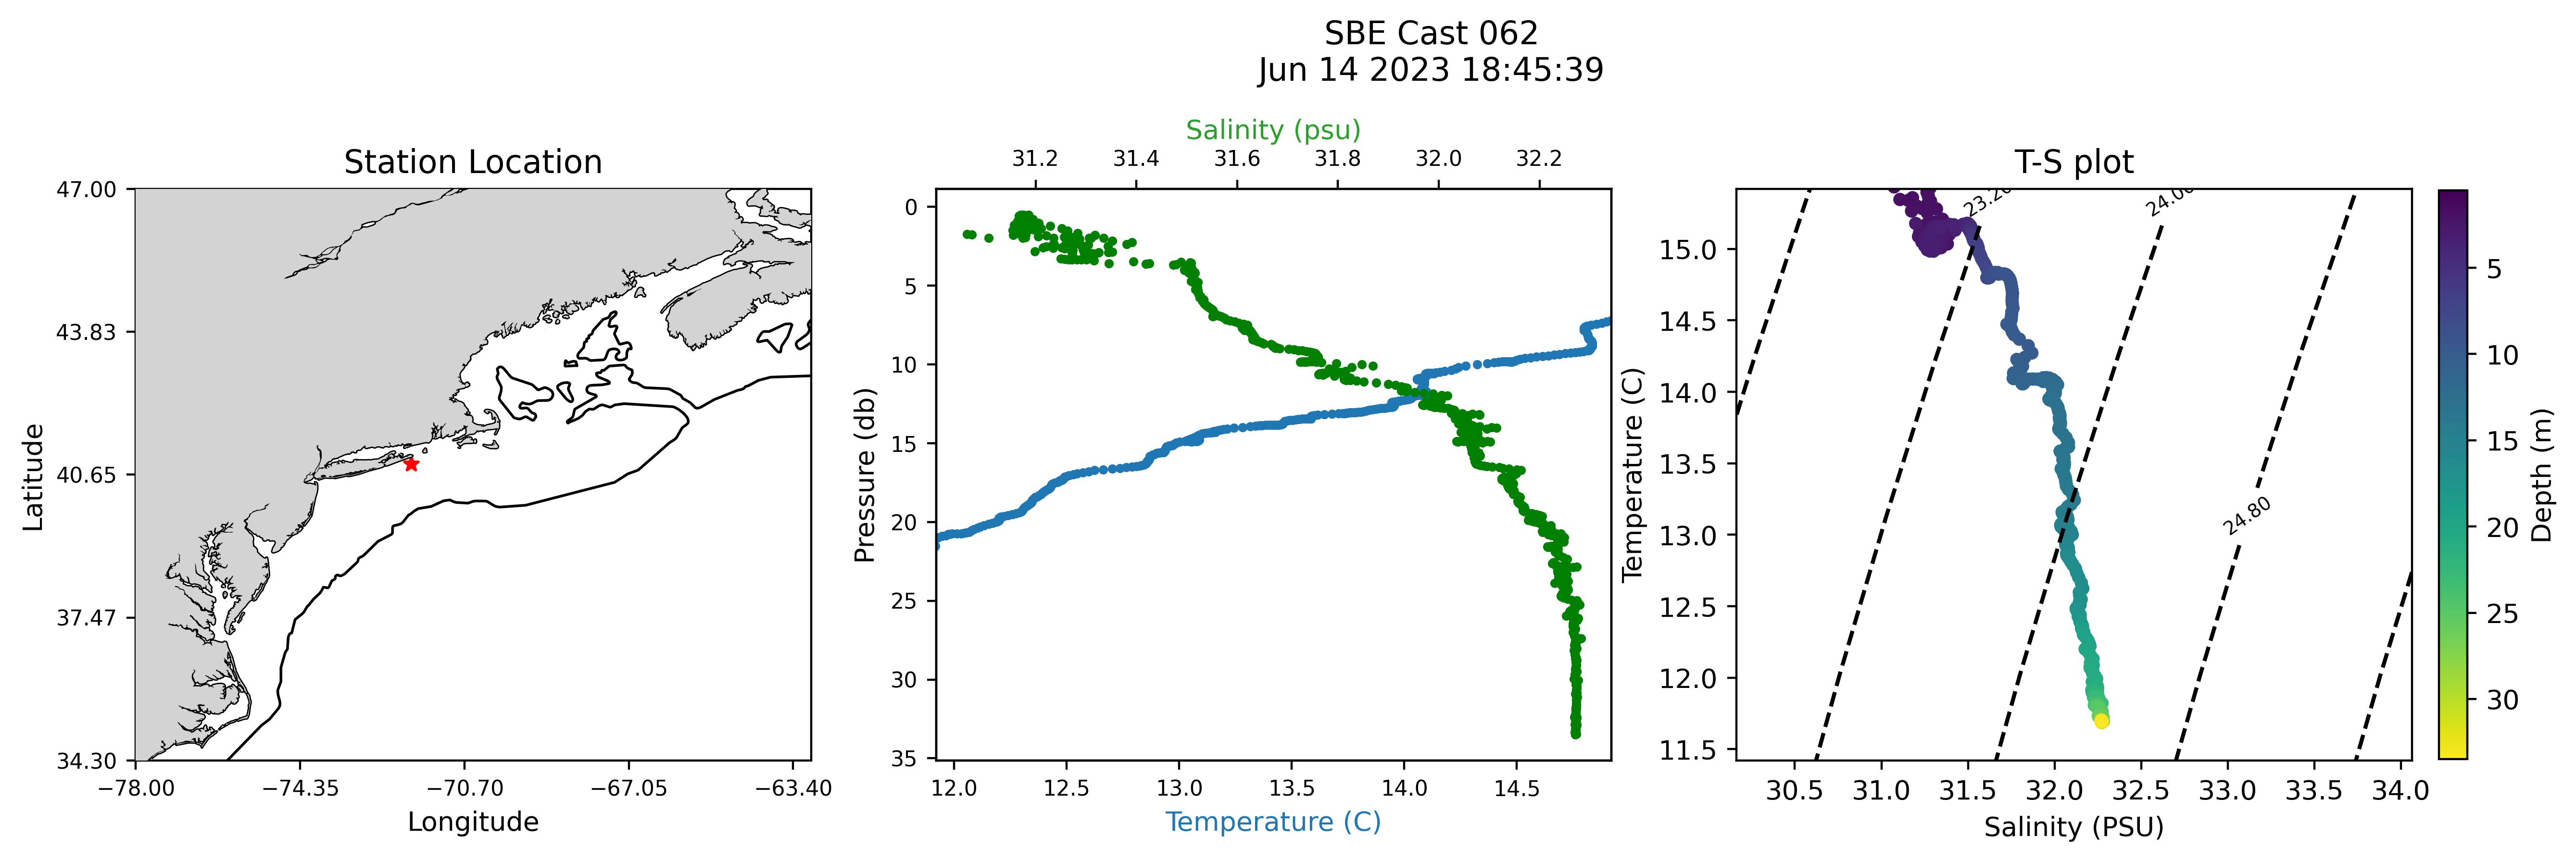 SBE Cast 062
Jun 14 2023 18:45:39
Station Location
47.00
43.83
40.65
37.47
34.30
−78.00 −74.35 −70.70 −67.05 −63.40
Latitude
Longitude
Salinity (psu)
31.2 31.4 31.6 31.8 32.0 32.2
0
5
10
15
20
25
30
35
Pressure (db)
12.0 12.5 13.0 13.5 14.0 14.5
Temperature (C)
T-S plot
15.0
14.5
14.0
13.5
13.0
12.5
12.0
11.5
Temperature (C)
23.20
24.00
24.80
30.5 31.0 31.5 32.0 32.5 33.0 33.5 34.0
Salinity (PSU)
5
10
15
20
25
30
Depth (m)